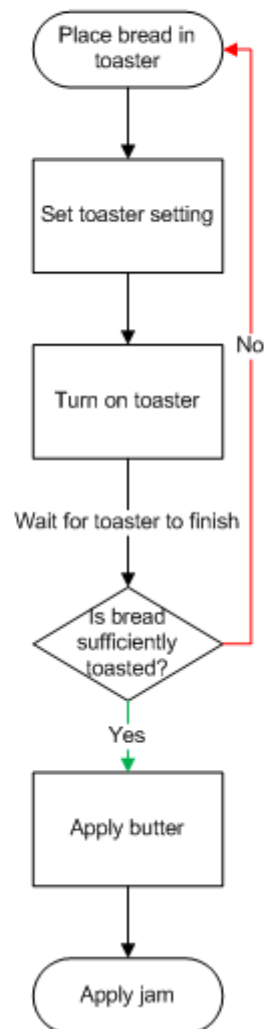 Place bread in
toaster
Set toaster setting
No
Turn on toaster
Wait for toaster to finish
Is bread
sufficiently
toasted?
Yes
Apply butter
Apply jam